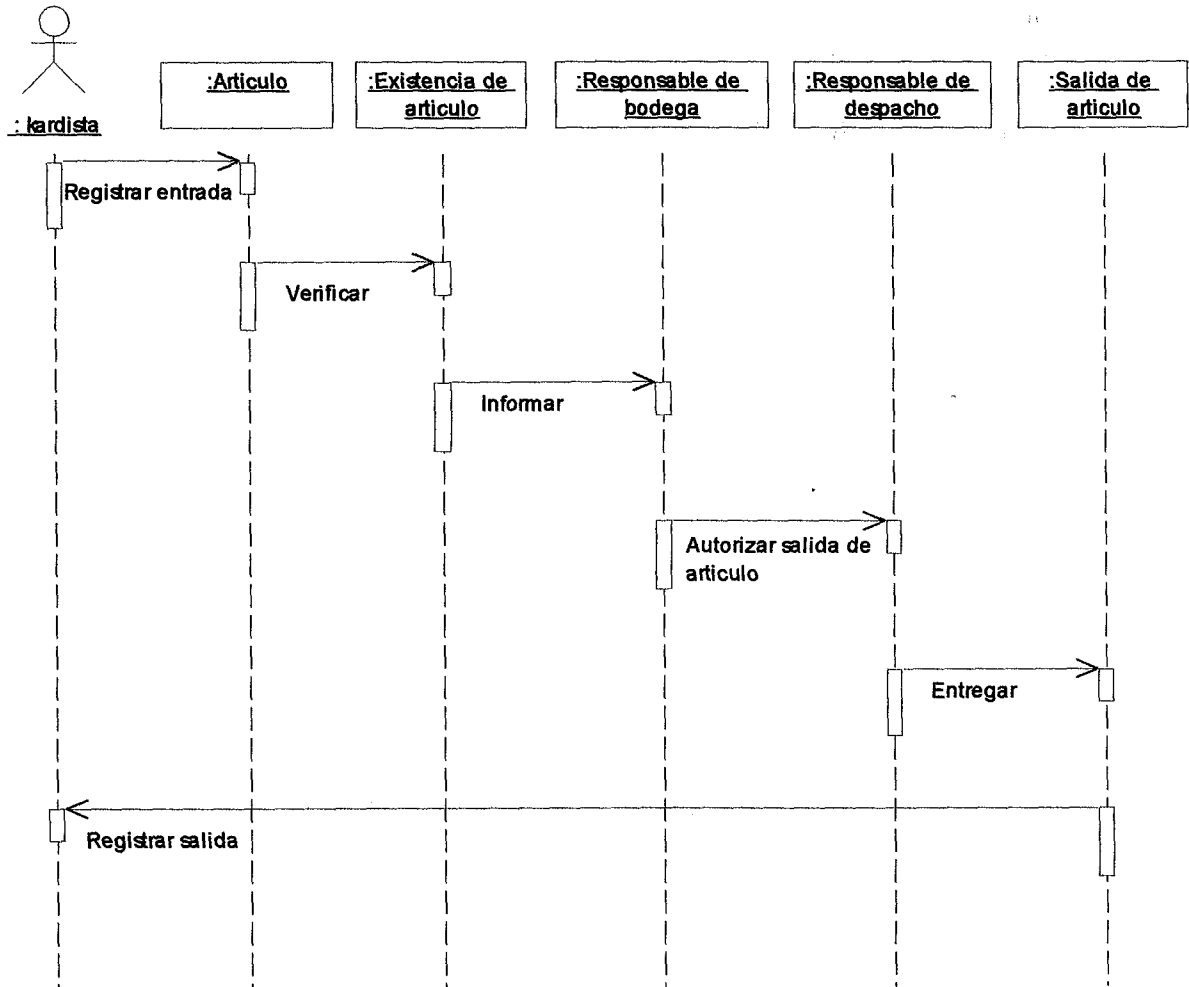 : kardista
:Articulo
:Existencia de
articulo
:Responsable de
bodega
:Responsable de
despacho
:Salida de
articulo
Registrar entrada
Verificar
Informar
Autorizar salida de
articulo
Entregar
Registrar salida